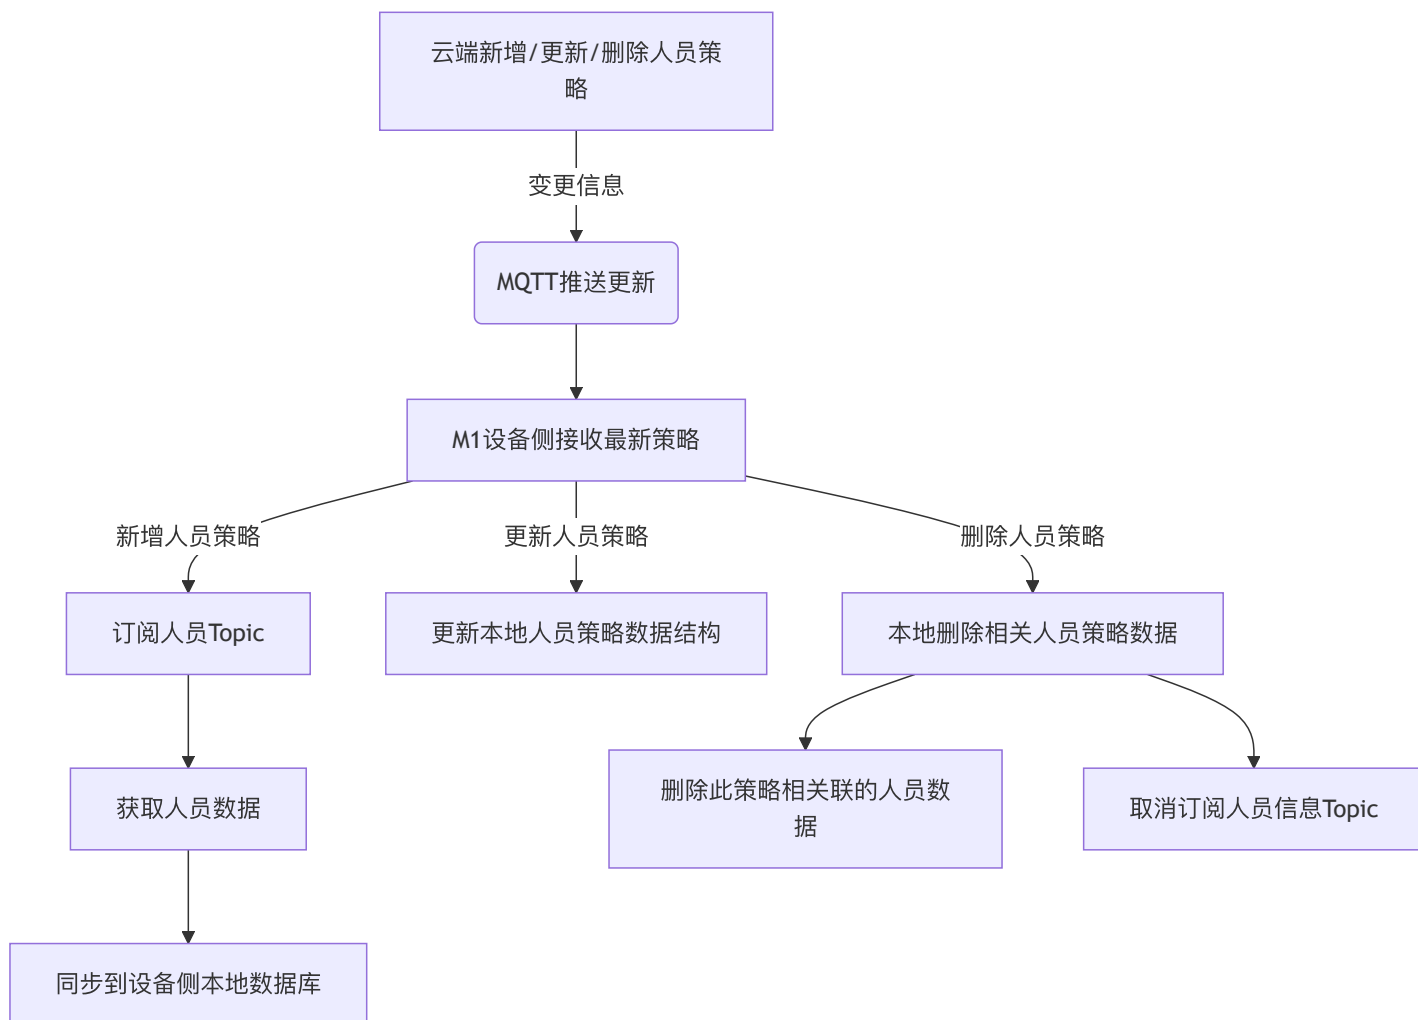 云端新增/更新/删除人员策
略
变更信息
MQTT推送更新
M1设备侧接收最新策略
新增人员策略
更新人员策略
删除人员策略
订阅人员Topic
更新本地人员策略数据结构
本地删除相关人员策略数据
获取人员数据
删除此策略相关联的人员数
据
取消订阅人员信息Topic
同步到设备侧本地数据库